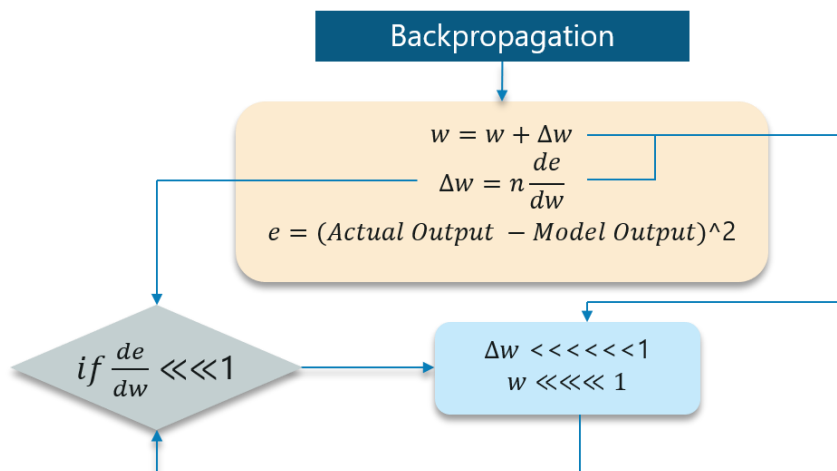 Backpropagation
w = w + Δw
Δw = n de/dw
e = (Actual Output − Model Output)^2
if de/dw ⋘1
Δw <<<<<<1
w ⋘≪ 1